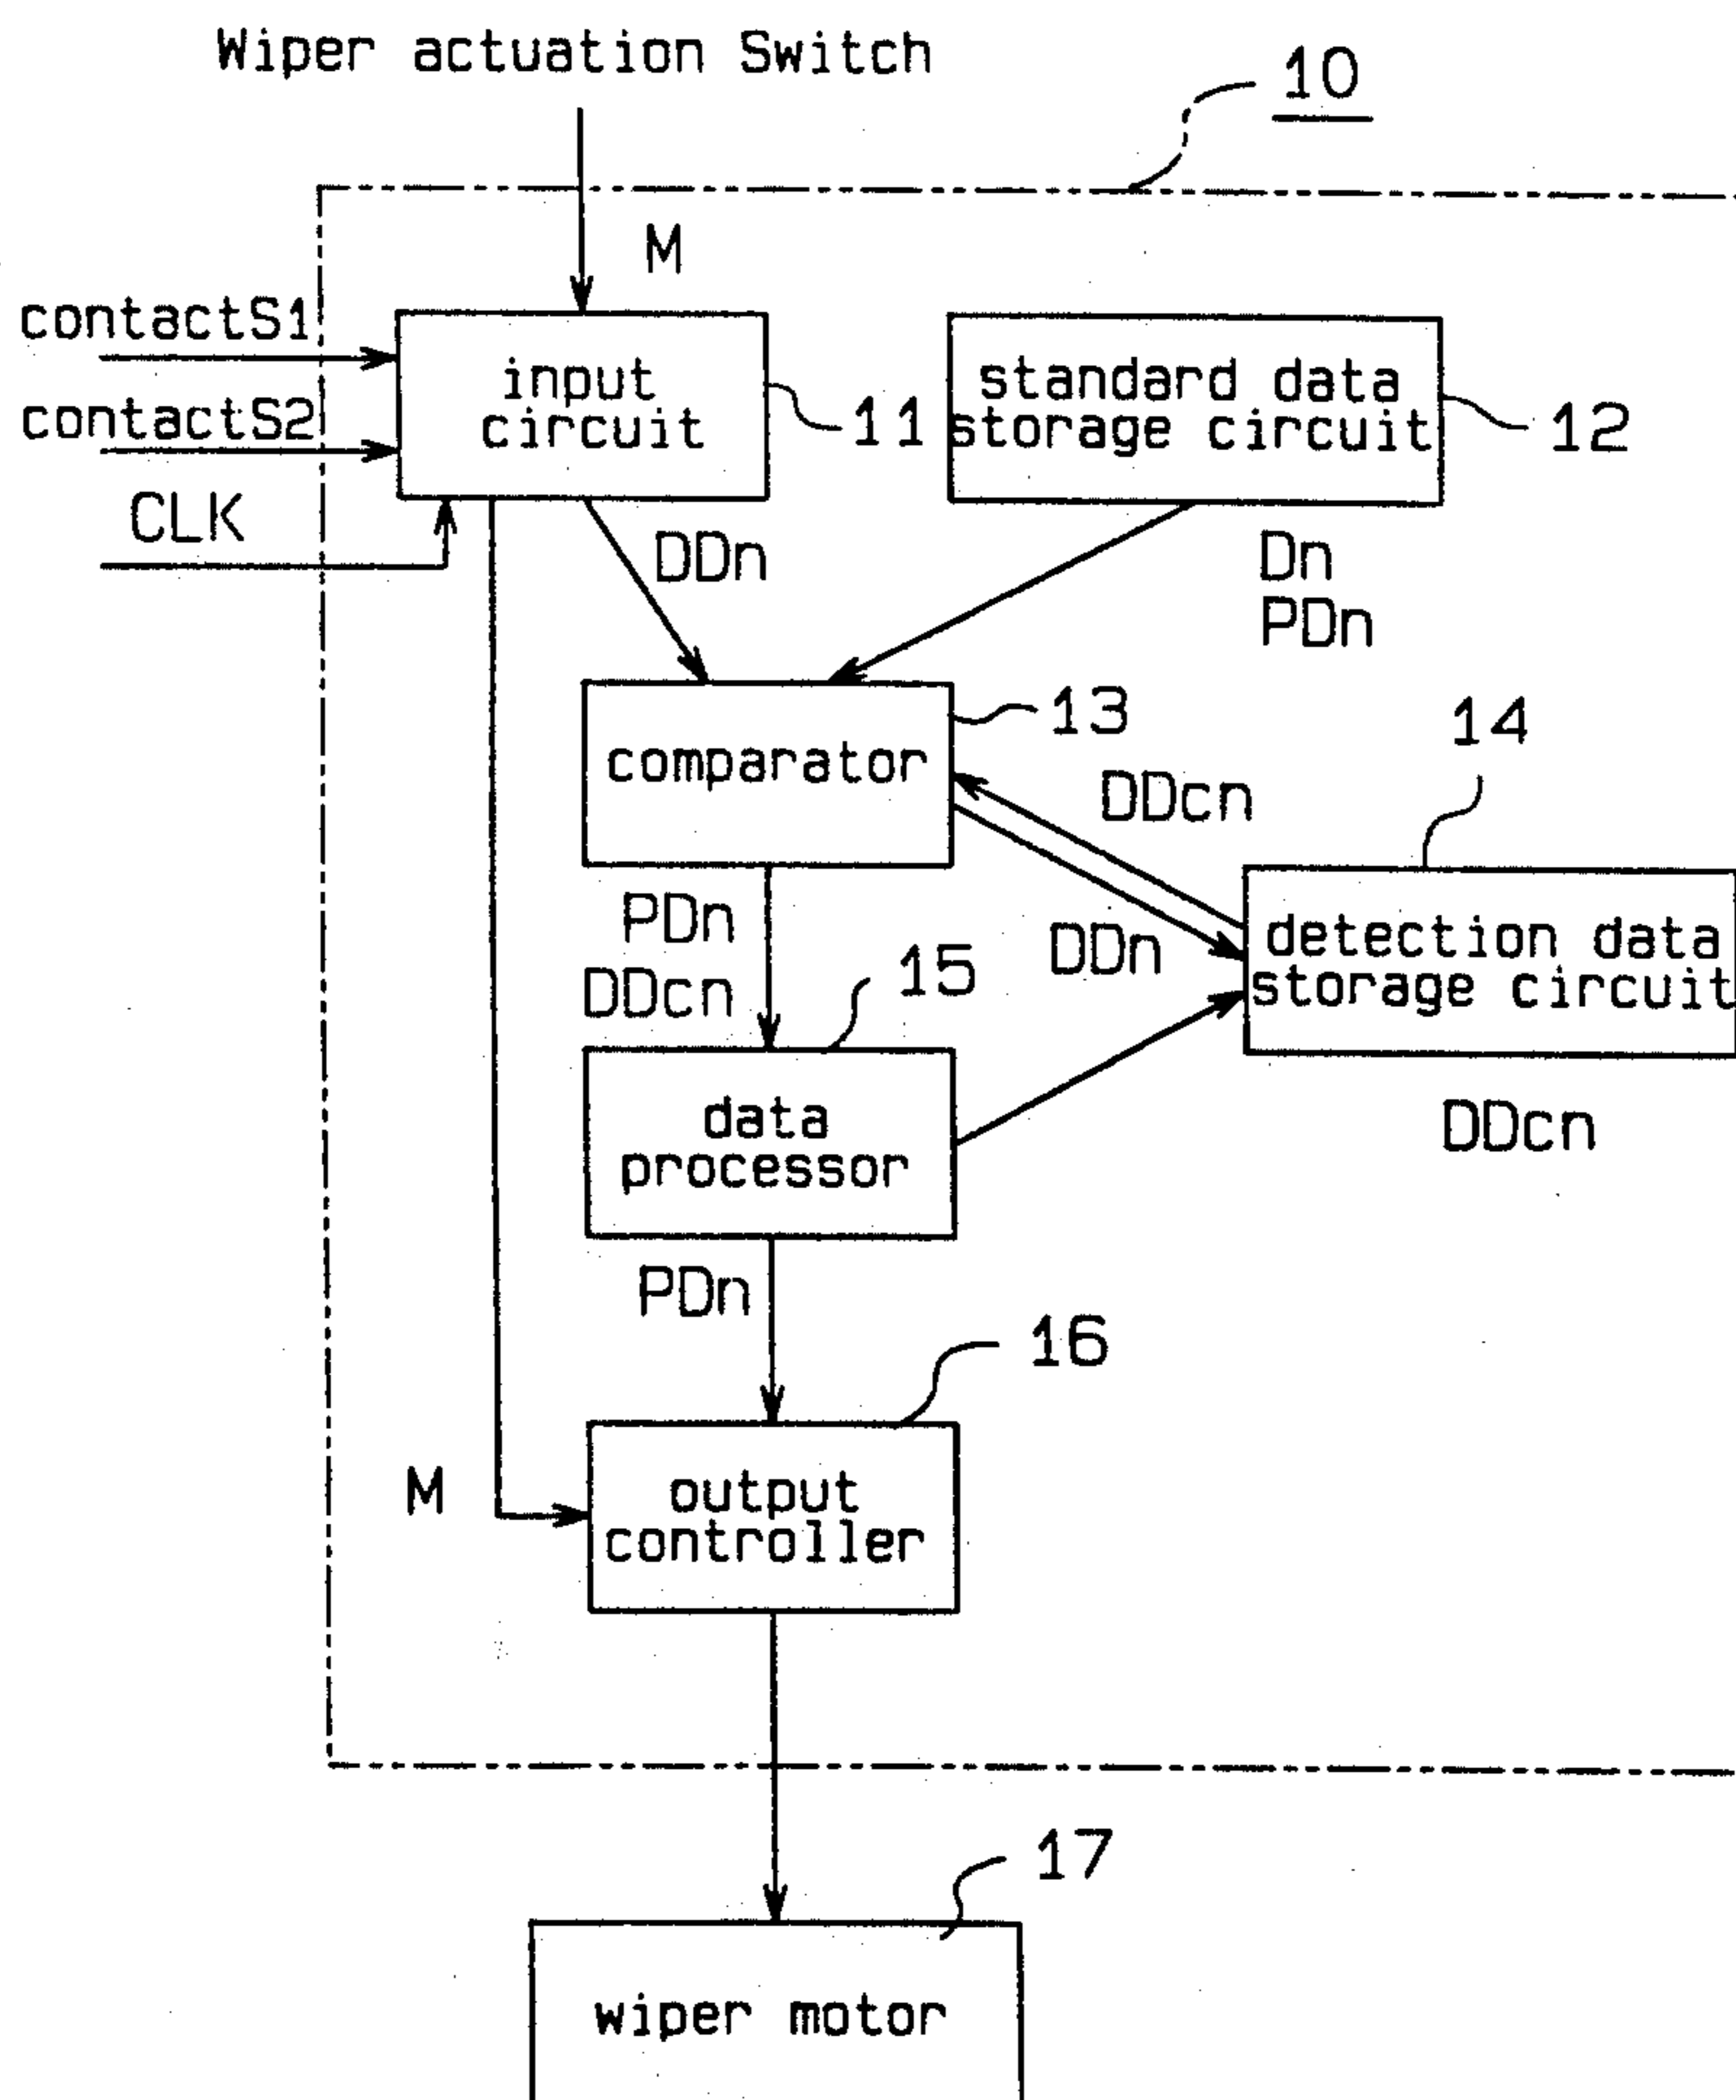 Wiper actuation Switch
10
M
contactS1
contactS2
CLK
input
circuit
11
standard data
storage circuit
12
DDn
Dn
PDn
comparator
13
14
DDcn
DDn
detection data
storage circuit
DDcn
PDn
DDcn
15
data
processor
PDn
16
M
output
controller
17
wiper motor